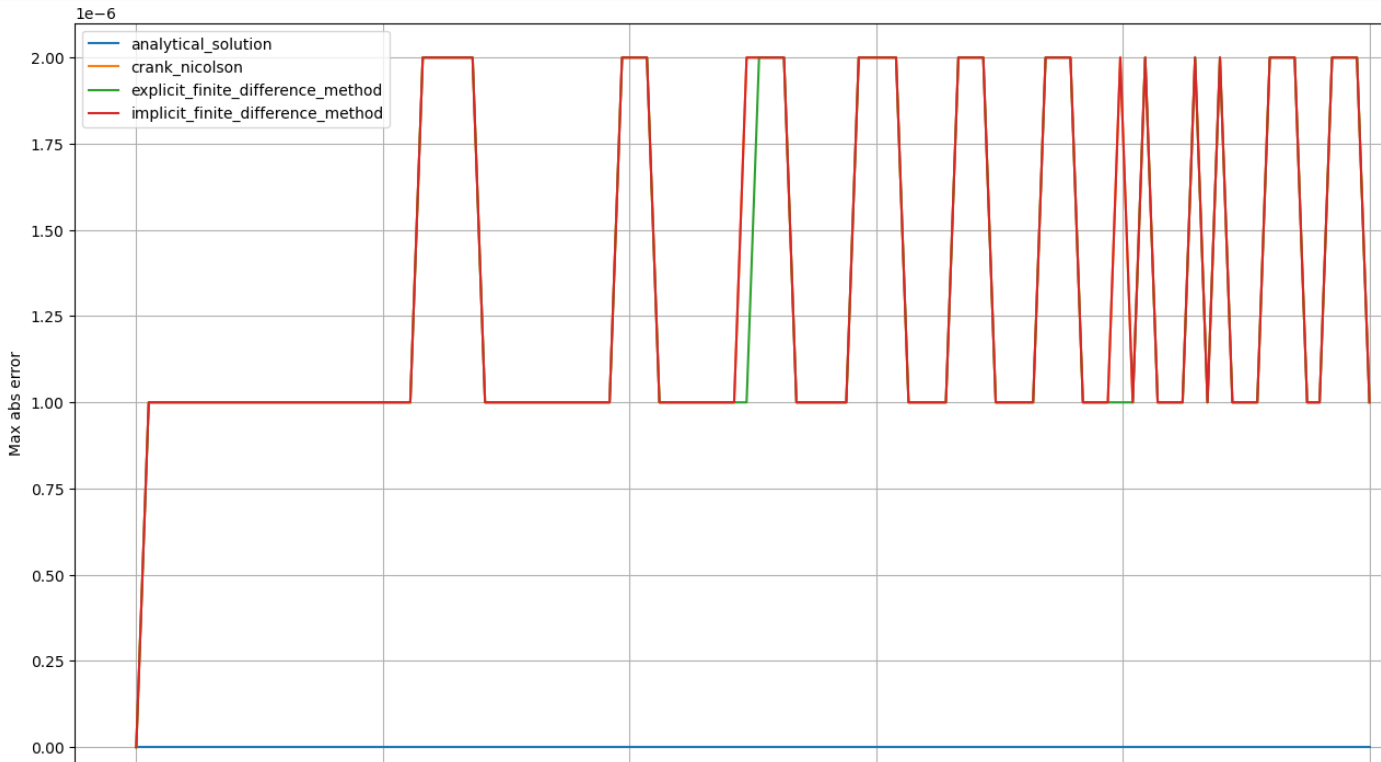 1e−6
analytical_solution
crank_nicolson
explicit_finite_difference_method
implicit_finite_difference_method
2.00
1.75
1.50
1.25
1.00
0.75
0.50
0.25
0.00
Max abs error